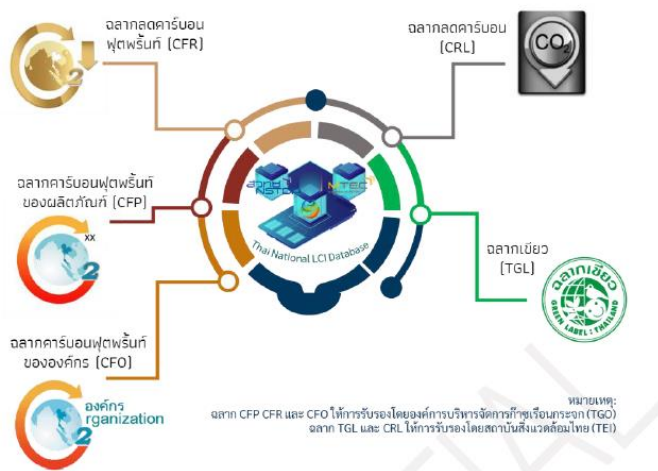 ฉลากลดคาร์บอน
ฟุตพริ้นท์ (CFR)
ฉลากลดคาร์บอน
(CRL)
CO2
2
ฉลากคาร์บอนฟุตพริ้นท์
ของผลิตภัณฑ์ (CFP)
xx
2
สวทช
NSTDA
MTEC
Thai National LCI Database
ฉลากเขียว
(TGL)
ฉลากเขียว
GREEN LABEL : THAILAND
ฉลากคาร์บอนฟุตพริ้นท์
ขององค์กร (CFO)
องค์กร
rganization
2
หมายเหตุ:
ฉลาก CFP CFR และ CFO ให้การรับรองโดยองค์การบริหารจัดการก๊าซเรือนกระจก (TGO)
ฉลาก TGL และ CRL ให้การรับรองโดยสถาบันสิ่งแวดล้อมไทย (TEI)